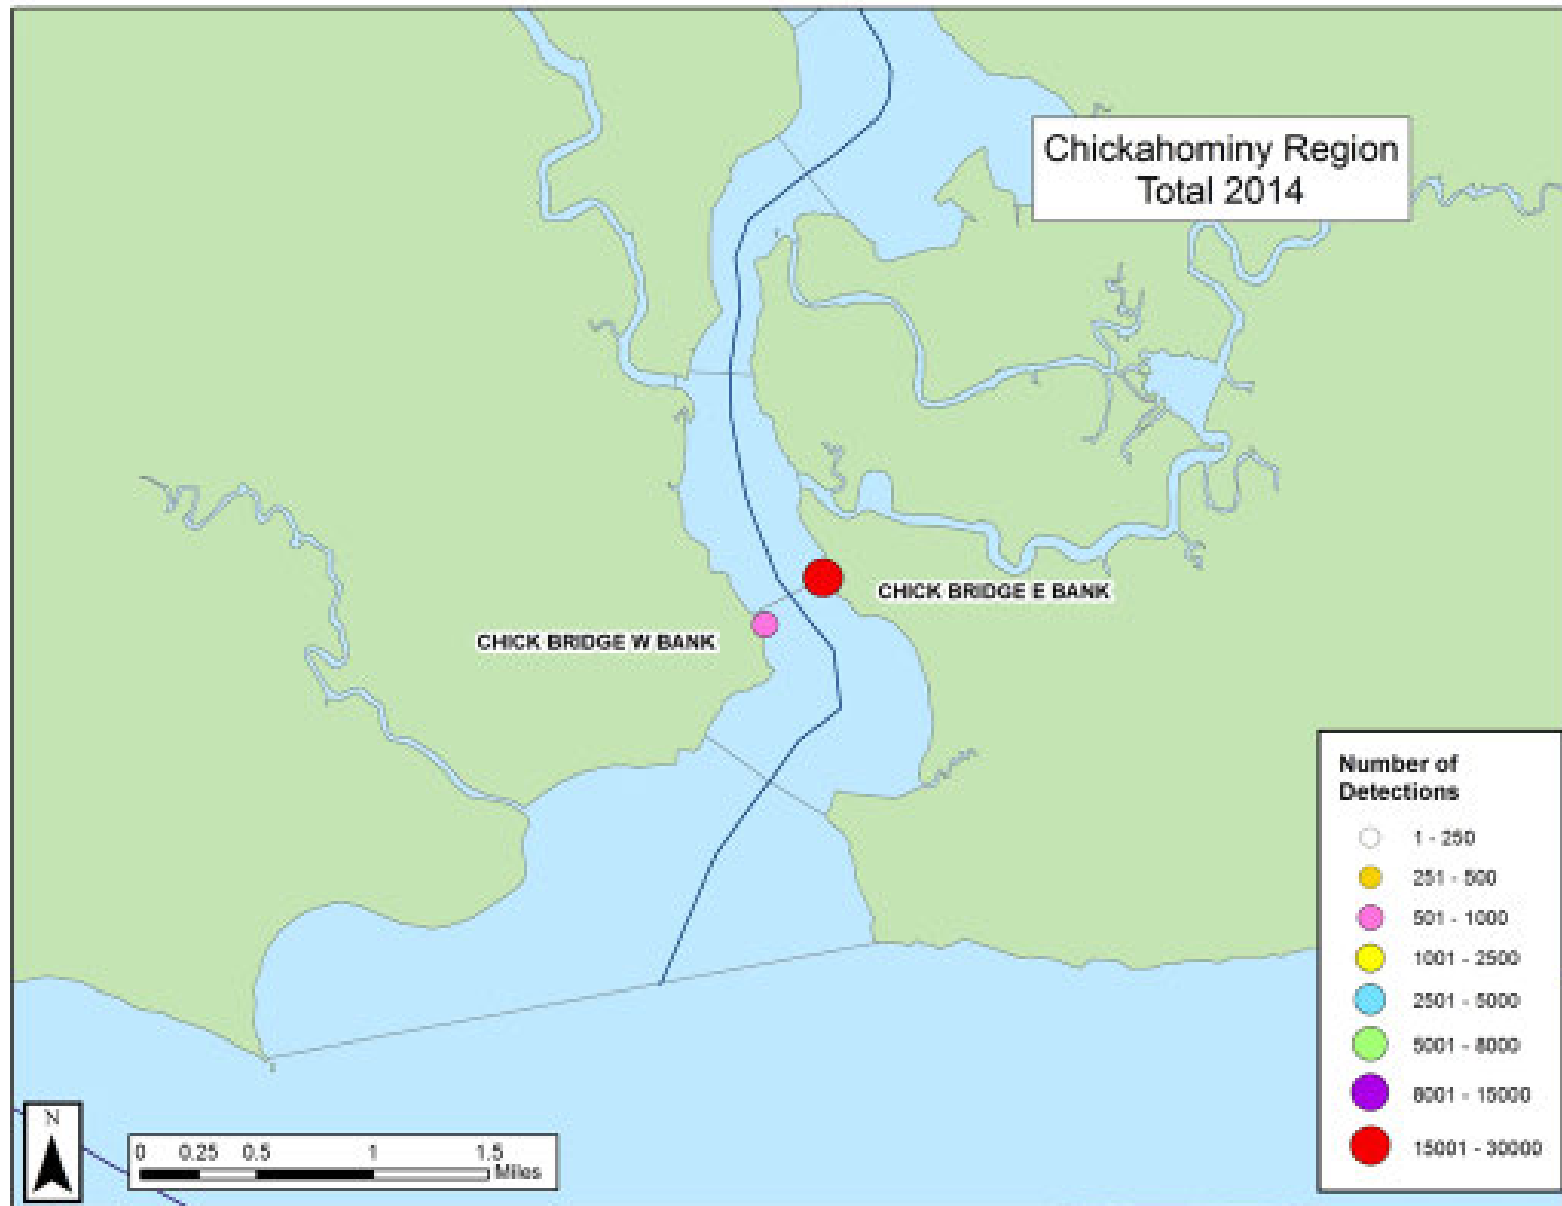 Chickahominy Region
Total 2014
CHICK BRIDGE E BANK
CHICK BRIDGE W BANK
Number of
Detections
1 - 250
251 - 500
501 - 1000
1001 - 2500
2501 - 5000
5001 - 8000
8001 - 15000
15001 - 30000
N
0 0.25 0.5 1 1.5
Miles